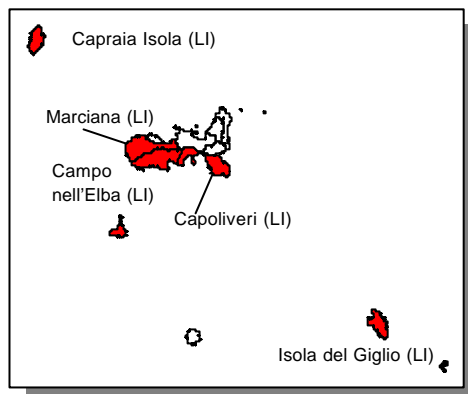 Capraia Isola (LI)
Marciana (LI)
Campo
nell'Elba (LI)
Capoliveri (LI)
Isola del Giglio (LI)